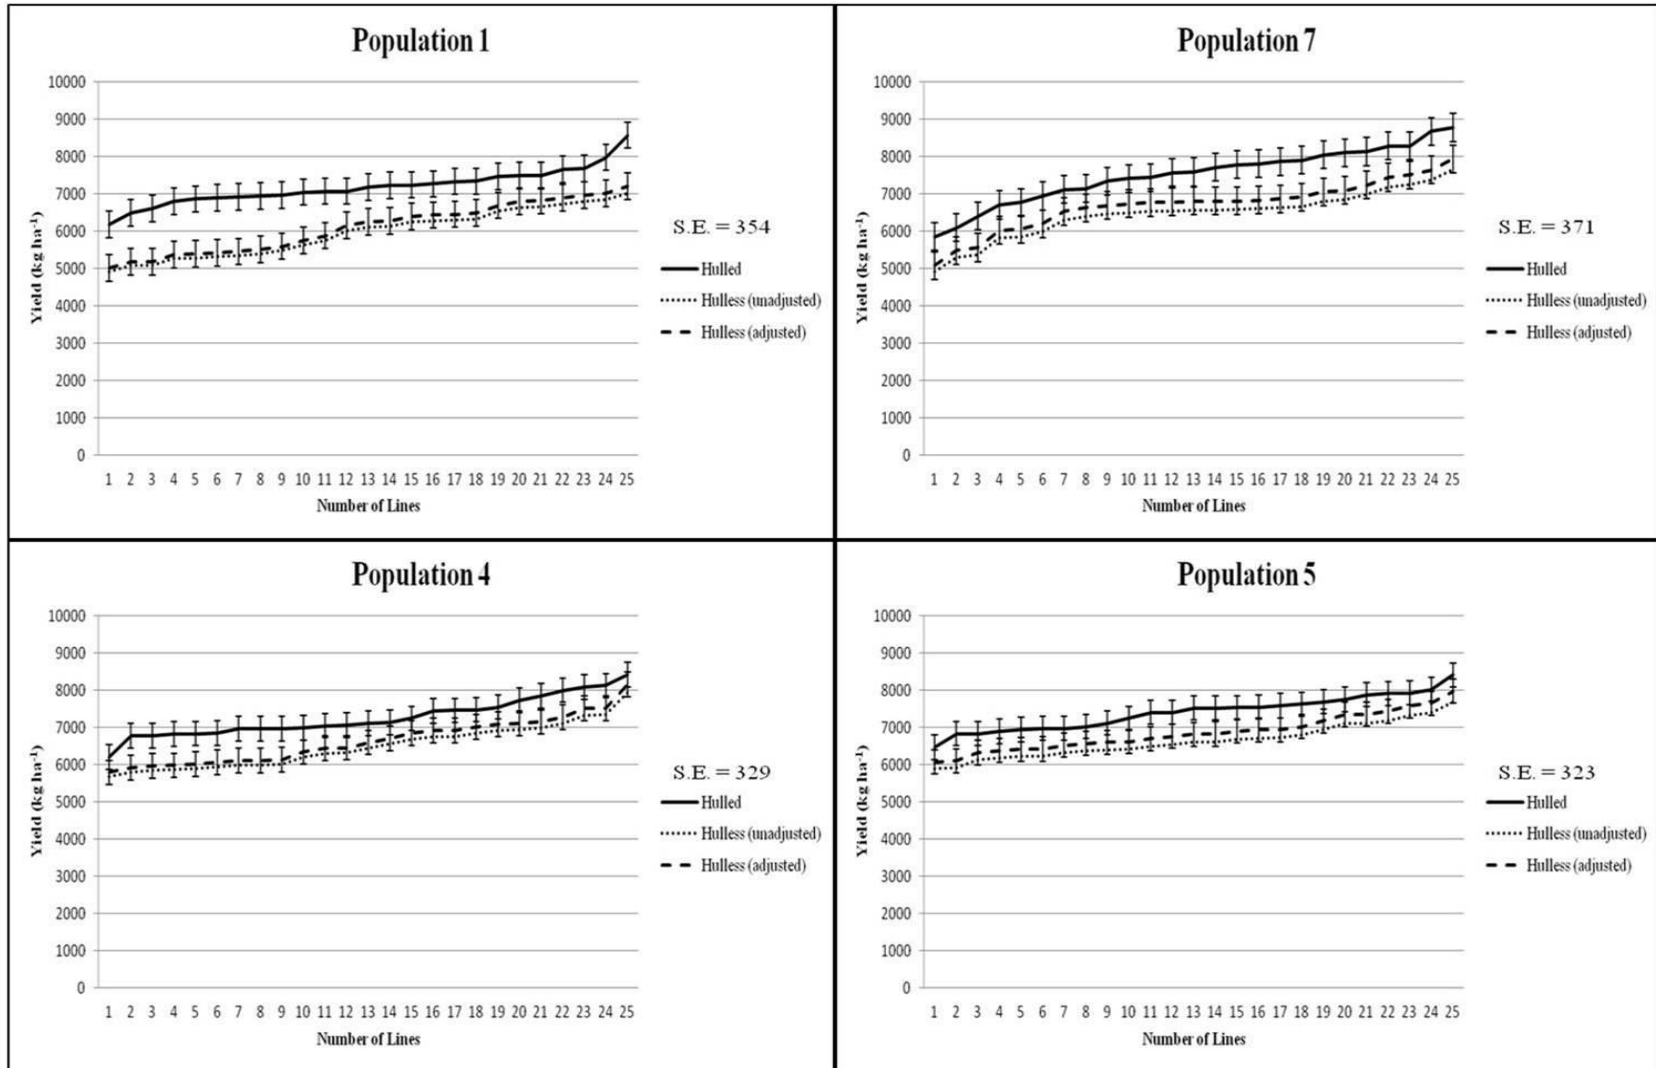 Population 1
10000
9000
8000
7000
6000
5000
4000
3000
2000
1000
0
Yield (kg ha-1)
1 2 3 4 5 6 7 8 9 10 11 12 13 14 15 16 17 18 19 20 21 22 23 24 25
Number of Lines
S.E. = 354
Hulled
Hulless (unadjusted)
Hulless (adjusted)
Population 7
10000
9000
8000
7000
6000
5000
4000
3000
2000
1000
0
Yield (kg ha-1)
1 2 3 4 5 6 7 8 9 10 11 12 13 14 15 16 17 18 19 20 21 22 23 24 25
Number of Lines
S.E. = 371
Hulled
Hulless (unadjusted)
Hulless (adjusted)
Population 4
10000
9000
8000
7000
6000
5000
4000
3000
2000
1000
0
Yield (kg ha-1)
1 2 3 4 5 6 7 8 9 10 11 12 13 14 15 16 17 18 19 20 21 22 23 24 25
Number of Lines
S.E. = 329
Hulled
Hulless (unadjusted)
Hulless (adjusted)
Population 5
10000
9000
8000
7000
6000
5000
4000
3000
2000
1000
0
Yield (kg ha-1)
1 2 3 4 5 6 7 8 9 10 11 12 13 14 15 16 17 18 19 20 21 22 23 24 25
Number of Lines
S.E. = 323
Hulled
Hulless (unadjusted)
Hulless (adjusted)